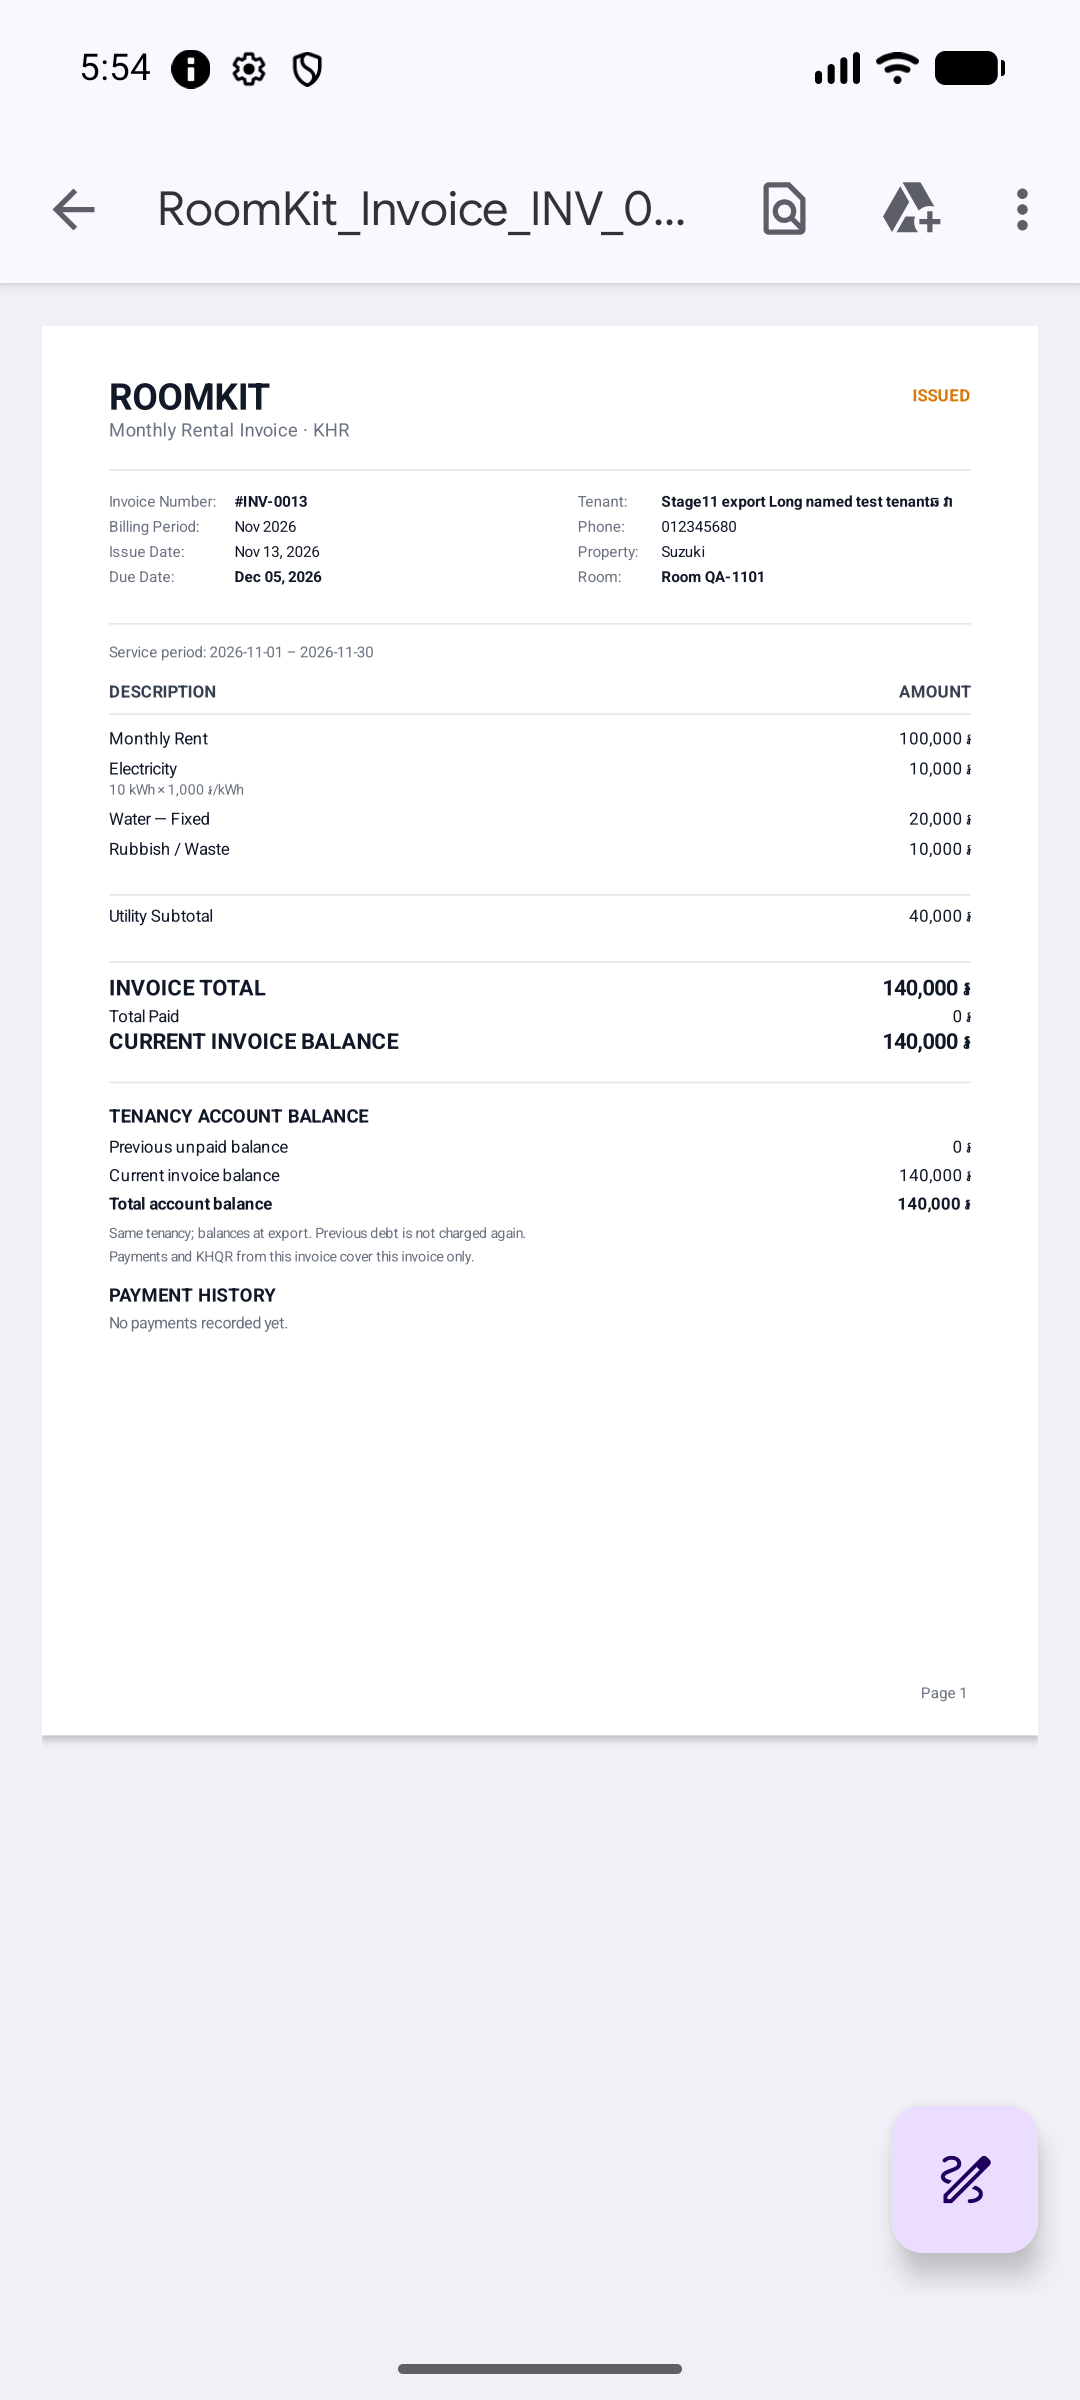 5:54
RoomKit_Invoice_INV_0...
ROOMKIT
ISSUED
Monthly Rental Invoice · KHR
Invoice Number: #INV-0013
Billing Period: Nov 2026
Issue Date: Nov 13, 2026
Due Date: Dec 05, 2026
Tenant: Stage11 export Long named test
Phone: 012345680
Property: Suzuki
Room: Room QA-1101
Service period: 2026-11-01 – 2026-11-30
DESCRIPTION AMOUNT
Monthly Rent 100,000 ៛
Electricity 10,000 ៛
10 kWh × 1,000 ៛/kWh
Water — Fixed 20,000 ៛
Rubbish / Waste 10,000 ៛
Utility Subtotal 40,000 ៛
INVOICE TOTAL 140,000 ៛
Total Paid 0 ៛
CURRENT INVOICE BALANCE 140,000 ៛
TENANCY ACCOUNT BALANCE
Previous unpaid balance 0 ៛
Current invoice balance 140,000 ៛
Total account balance 140,000 ៛
Same tenancy; balances at export. Previous debt is not charged again.
Payments and KHQR from this invoice cover this invoice only.
PAYMENT HISTORY
No payments recorded yet.
Page 1